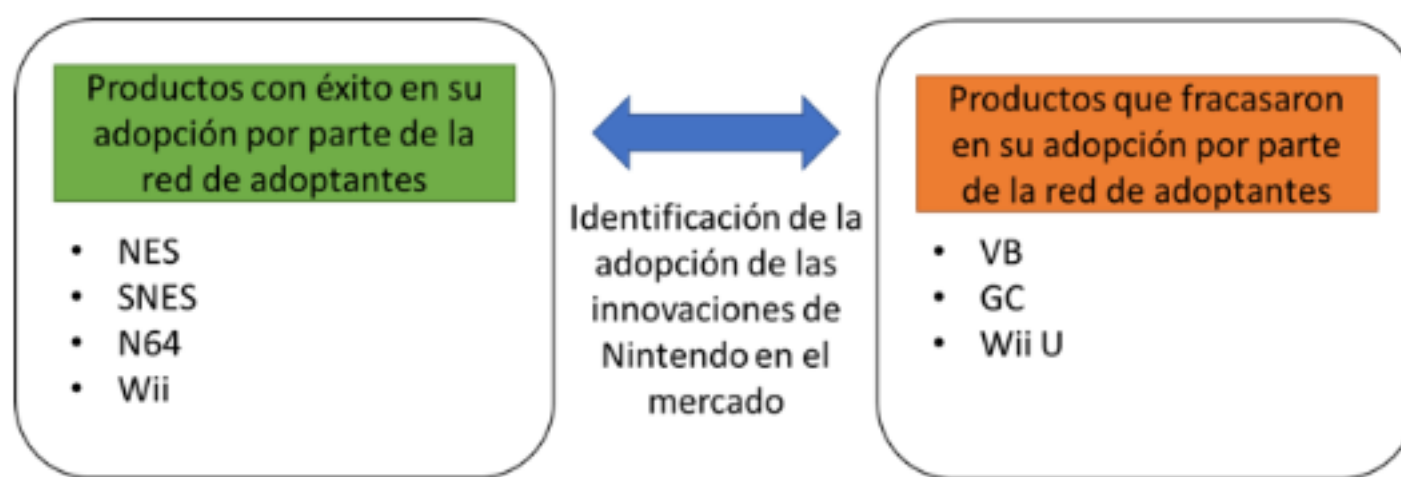 Productos con éxito en su
adopción por parte de la
red de adoptantes
• NES
• SNES
• N64
• Wii
Identificación de la
adopción de las
innovaciones de
Nintendo en el
mercado
Productos que fracasaron
en su adopción por parte
de la red de adoptantes
• VB
• GC
• Wii U